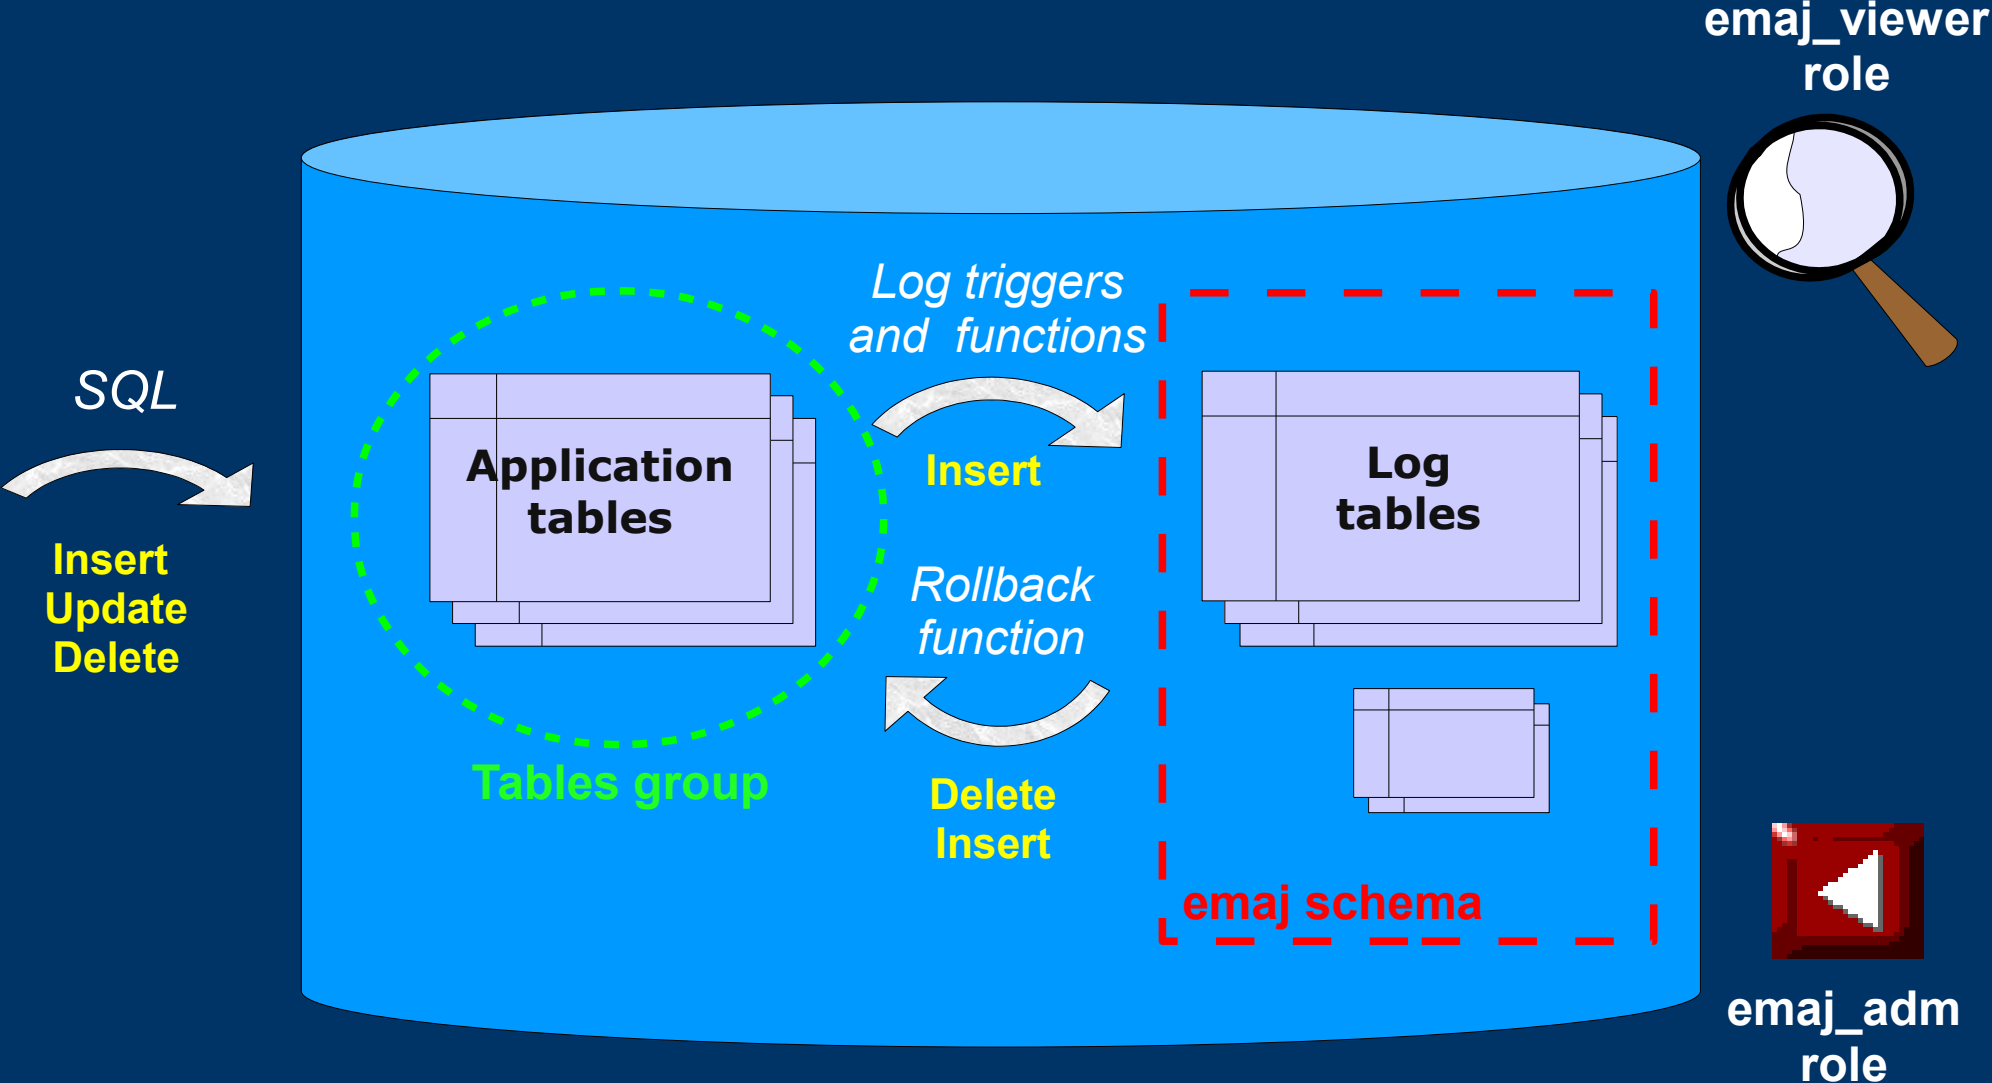 emaj_viewer
role
Log triggers
and functions
SQL
Application
tables
Insert
Log
tables
Insert
Update
Delete
Rollback
function
Tables group
Delete
Insert
emaj schema
emaj_adm
role